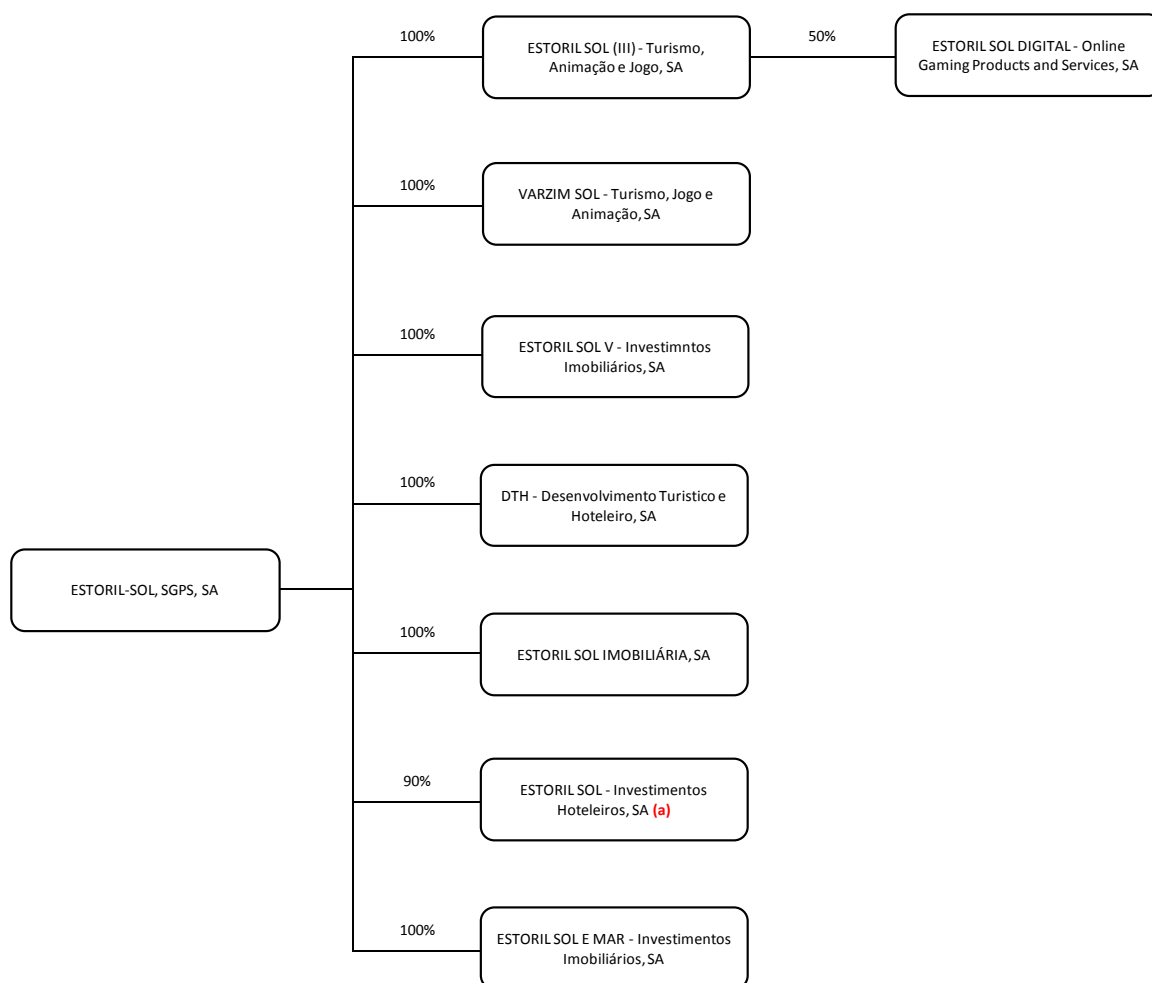 100%
ESTORIL SOL (III) - Turismo,
Animação e Jogo, SA
50%
ESTORIL SOL DIGITAL - Online
Gaming Products and Services, SA
100%
VARZIM SOL - Turismo, Jogo e
Animação, SA
100%
ESTORIL SOL V - Investimntos
Imobiliários, SA
100%
DTH - Desenvolvimento Turistico e
Hoteleiro, SA
ESTORIL-SOL, SGPS, SA
100%
ESTORIL SOL IMOBILIÁRIA, SA
90%
ESTORIL SOL - Investimentos
Hoteleiros, SA (a)
100%
ESTORIL SOL E MAR - Investimentos
Imobiliários, SA